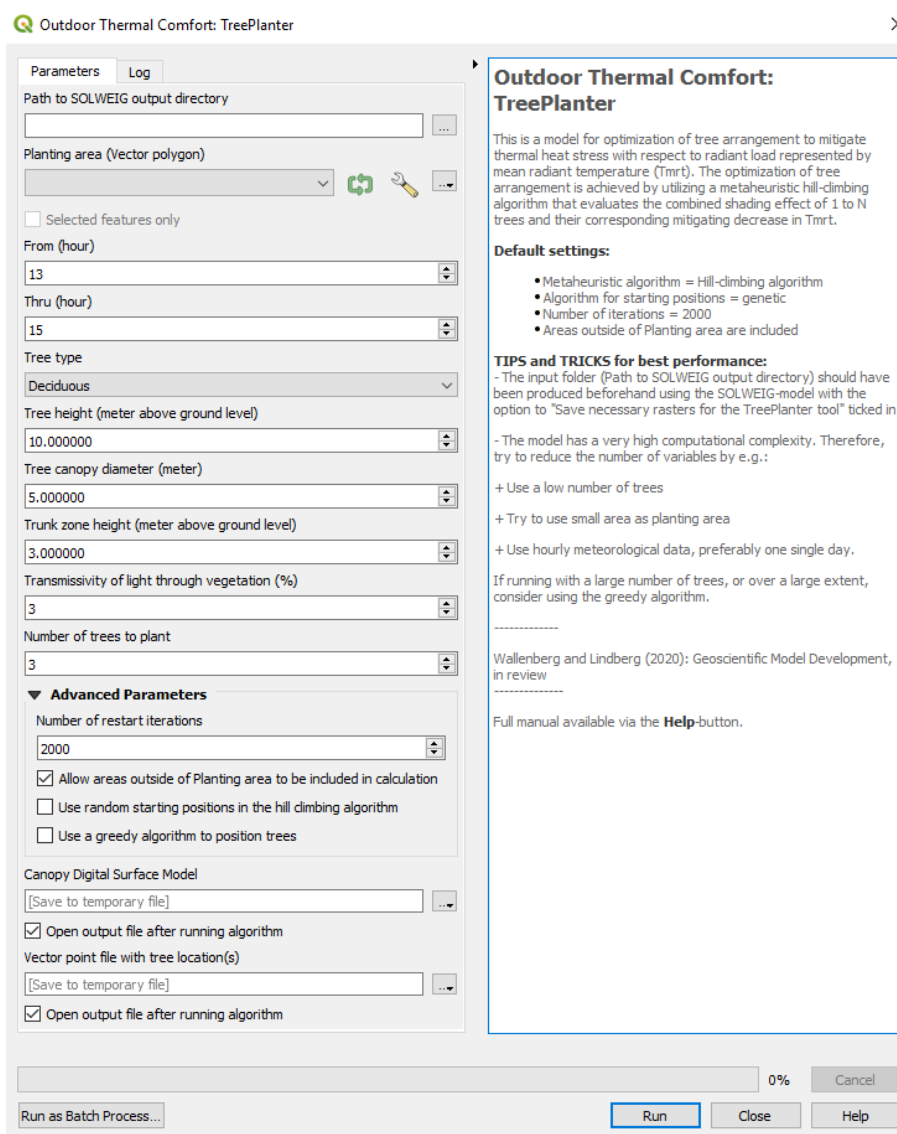 Outdoor Thermal Comfort: TreePlanter
Parameters
Log
Path to SOLWEIG output directory
...
Planting area (Vector polygon)
...
Selected features only
From (hour)
13
Thru (hour)
15
Tree type
Deciduous
Tree height (meter above ground level)
10.000000
Tree canopy diameter (meter)
5.000000
Trunk zone height (meter above ground level)
3.000000
Transmissivity of light through vegetation (%)
3
Number of trees to plant
3
Advanced Parameters
Number of restart iterations
2000
Allow areas outside of Planting area to be included in calculation
Use random starting positions in the hill climbing algorithm
Use a greedy algorithm to position trees
Canopy Digital Surface Model
[Save to temporary file]
...
Open output file after running algorithm
Vector point file with tree location(s)
[Save to temporary file]
...
Open output file after running algorithm
Outdoor Thermal Comfort:
TreePlanter
This is a model for optimization of tree arrangement to mitigate
thermal heat stress with respect to radiant load represented by
mean radiant temperature (Tmrt). The optimization of tree
arrangement is achieved by utilizing a metaheuristic hill-climbing
algorithm that evaluates the combined shading effect of 1 to N
trees and their corresponding mitigating decrease in Tmrt.
Default settings:
•Metaheuristic algorithm = Hill-climbing algorithm
•Algorithm for starting positions = genetic
•Number of iterations = 2000
•Areas outside of Planting area are included
TIPS and TRICKS for best performance:
- The input folder (Path to SOLWEIG output directory) should have
been produced beforehand using the SOLWEIG-model with the
option to "Save necessary rasters for the TreePlanter tool" ticked in
- The model has a very high computational complexity. Therefore,
try to reduce the number of variables by e.g.:
+ Use a low number of trees
+ Try to use small area as planting area
+ Use hourly meteorological data, preferably one single day.
If running with a large number of trees, or over a large extent,
consider using the greedy algorithm.
-------------
Wallenberg and Lindberg (2020): Geoscientific Model Development,
in review
--------------
Full manual available via the Help-button.
0%
Cancel
Run as Batch Process...
Run
Close
Help